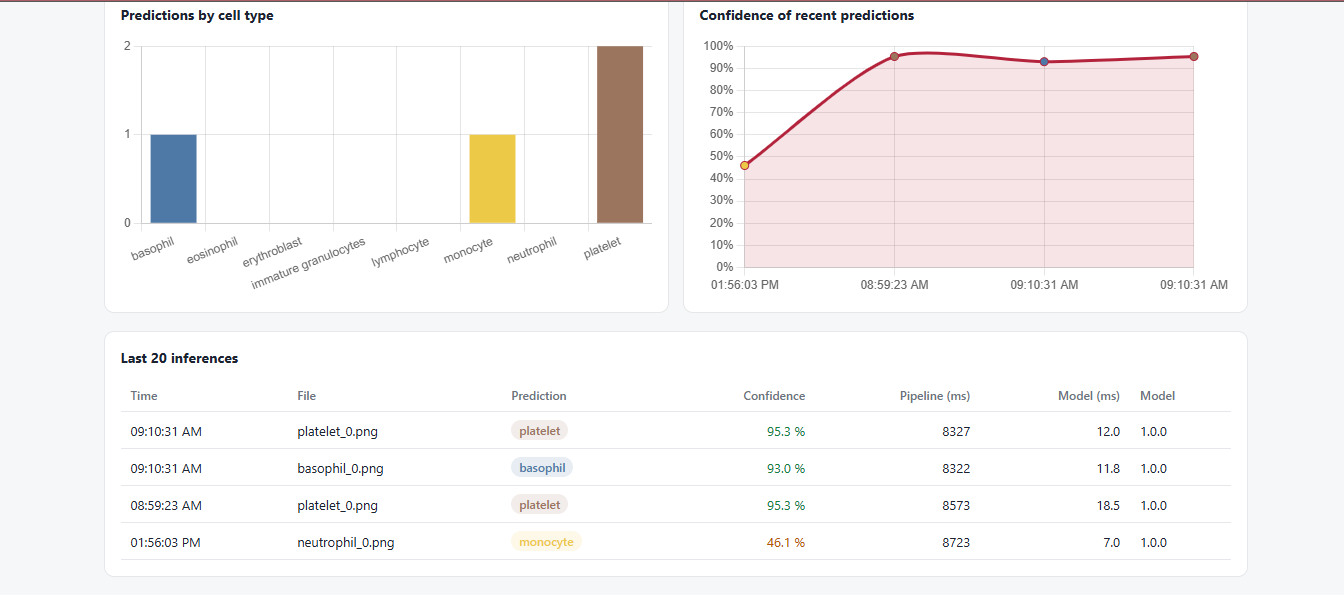 Predictions by cell type
2
1
0
basophil
eosinophil
erythroblast
immature granulocytes
lymphocyte
monocyte
neutrophil
platelet
Confidence of recent predictions
100%
90%
80%
70%
60%
50%
40%
30%
20%
10%
0%
01:56:03 PM 08:59:23 AM 09:10:31 AM 09:10:31 AM
Last 20 inferences
Time File Prediction Confidence Pipeline (ms) Model (ms) Model
09:10:31 AM platelet_0.png platelet 95.3 % 8327 12.0 1.0.0
09:10:31 AM basophil_0.png basophil 93.0 % 8322 11.8 1.0.0
08:59:23 AM platelet_0.png platelet 95.3 % 8573 18.5 1.0.0
01:56:03 PM neutrophil_0.png monocyte 46.1 % 8723 7.0 1.0.0